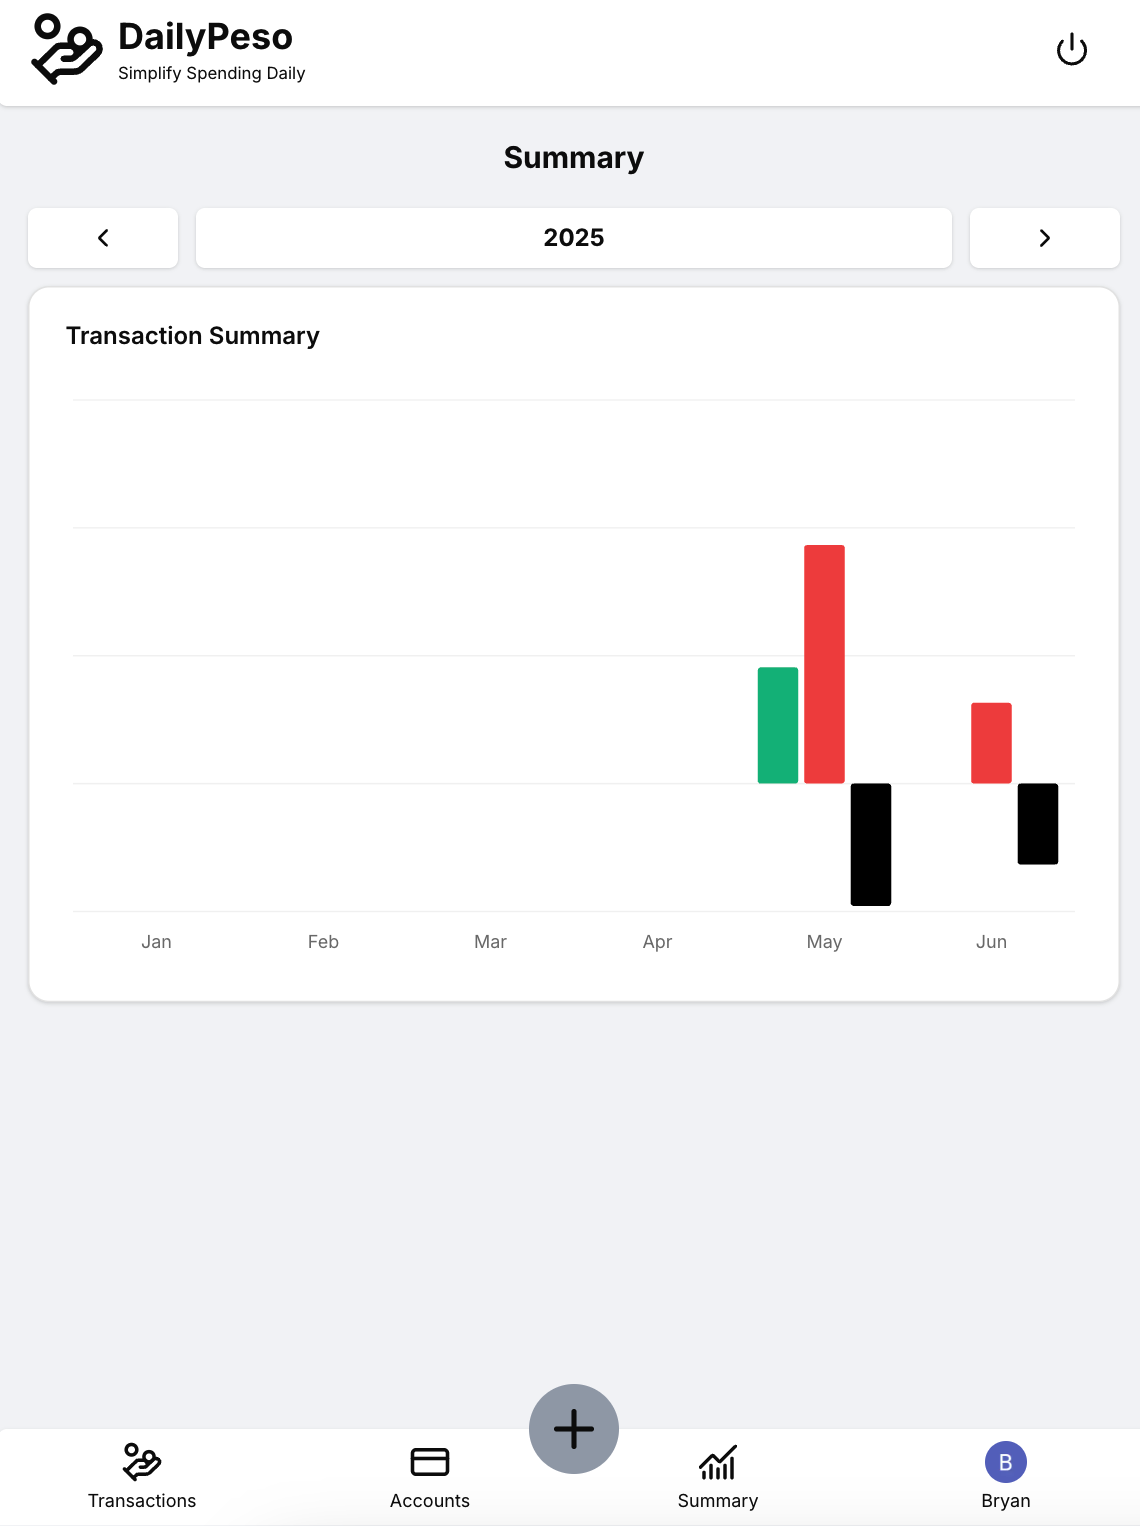 DailyPeso
Simplify Spending Daily
Summary
2025
Transaction Summary
Jan Feb Mar Apr May Jun
Transactions Accounts Summary B Bryan